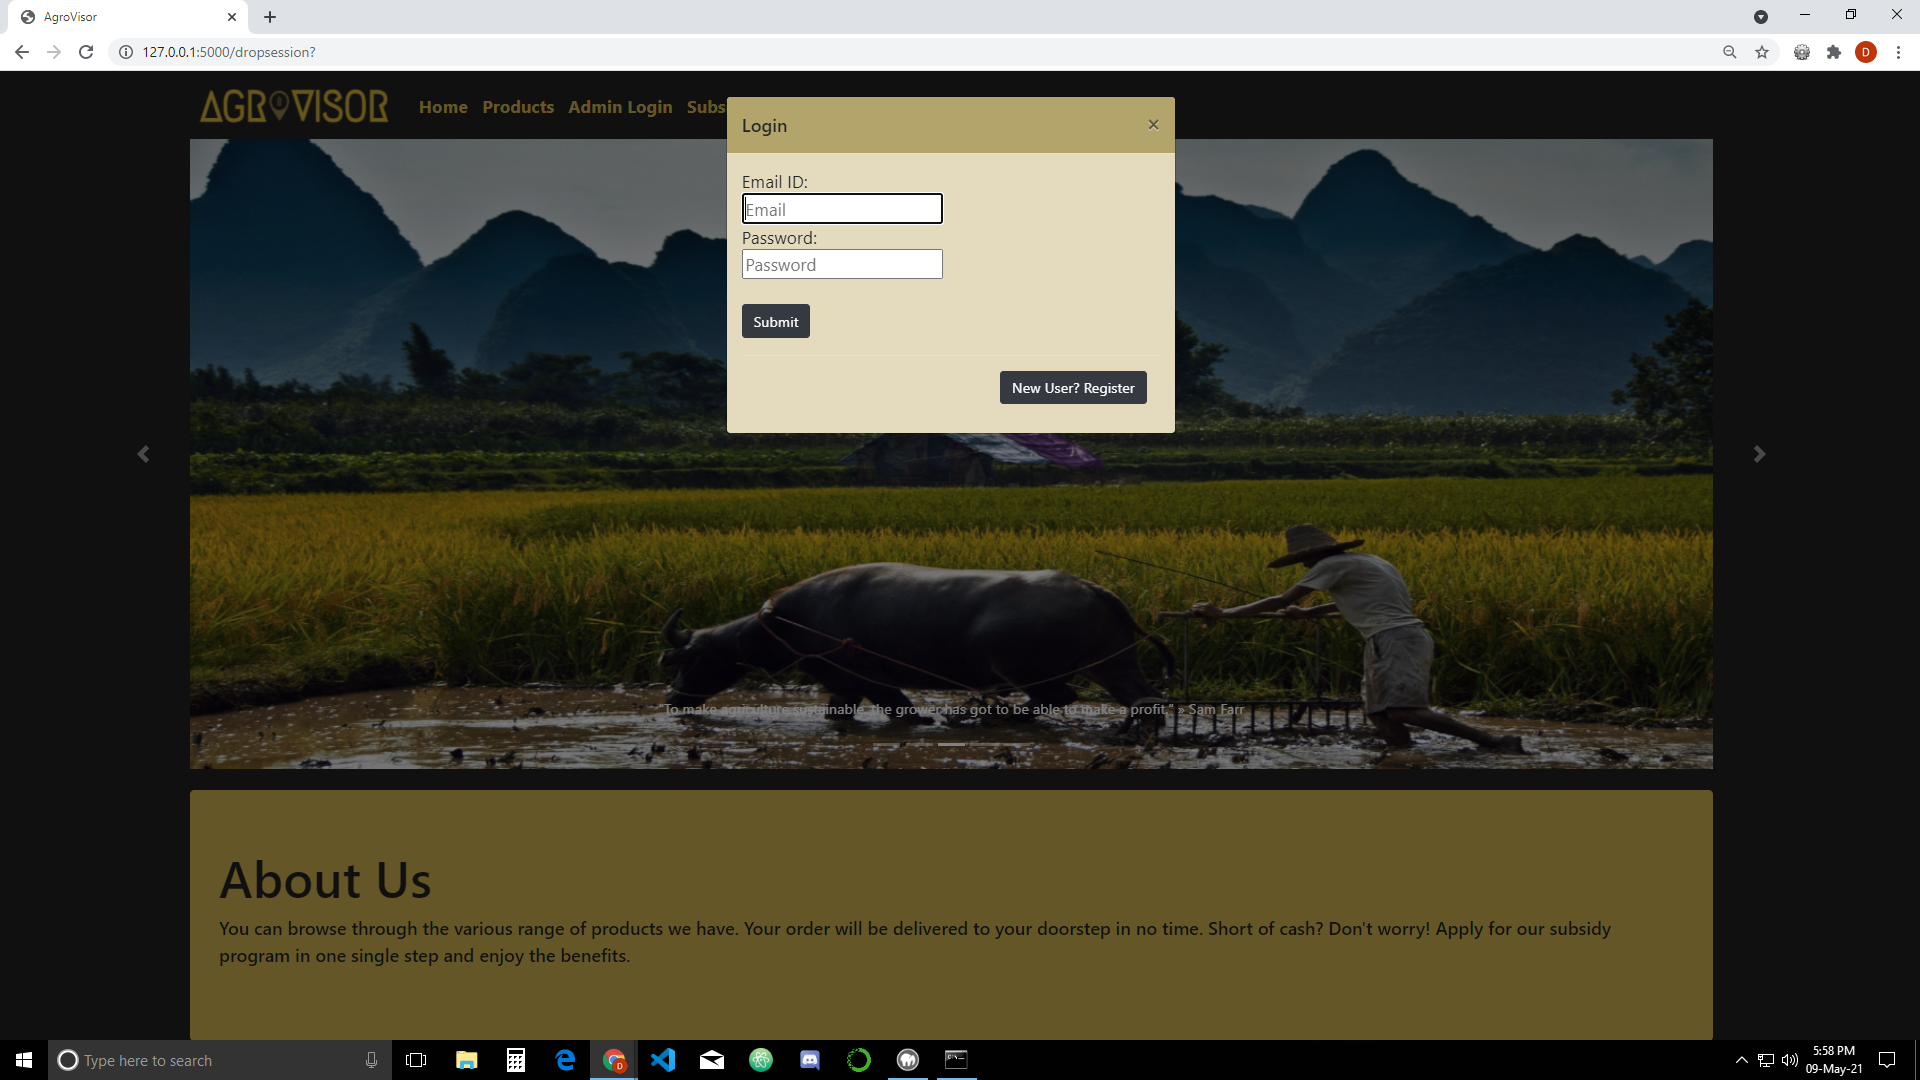 AgroVisor
127.0.0.1:5000/dropsession?
D
AGROVISOR
Home Products Admin Login Subs
Login
×
Email ID:
Email
Password:
Password
Submit
New User? Register
"To make agriculture sustainable, the grower has got to be able to make a profit." » Sam Farr
About Us
You can browse through the various range of products we have. Your order will be delivered to your doorstep in no time. Short of cash? Don't worry! Apply for our subsidy
program in one single step and enjoy the benefits.
Type here to search
D
5:58 PM
09-May-21